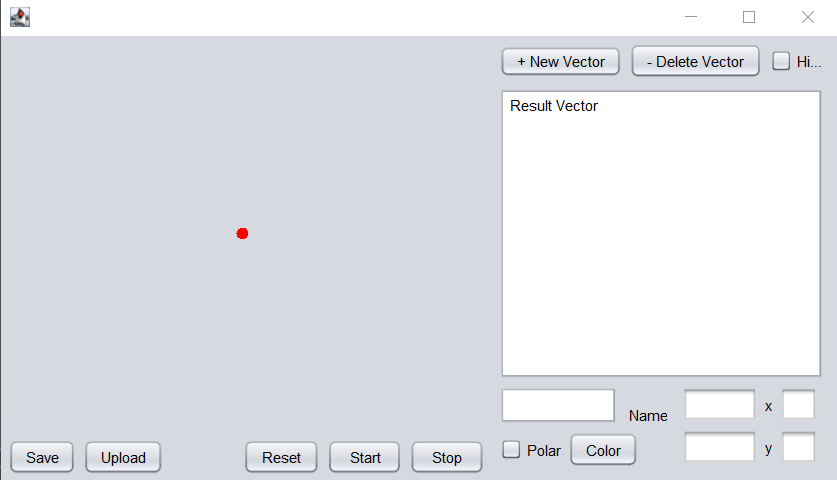 + New Vector - Delete Vector Hi...
Result Vector
Name x
Polar Color y
Save Upload Reset Start Stop